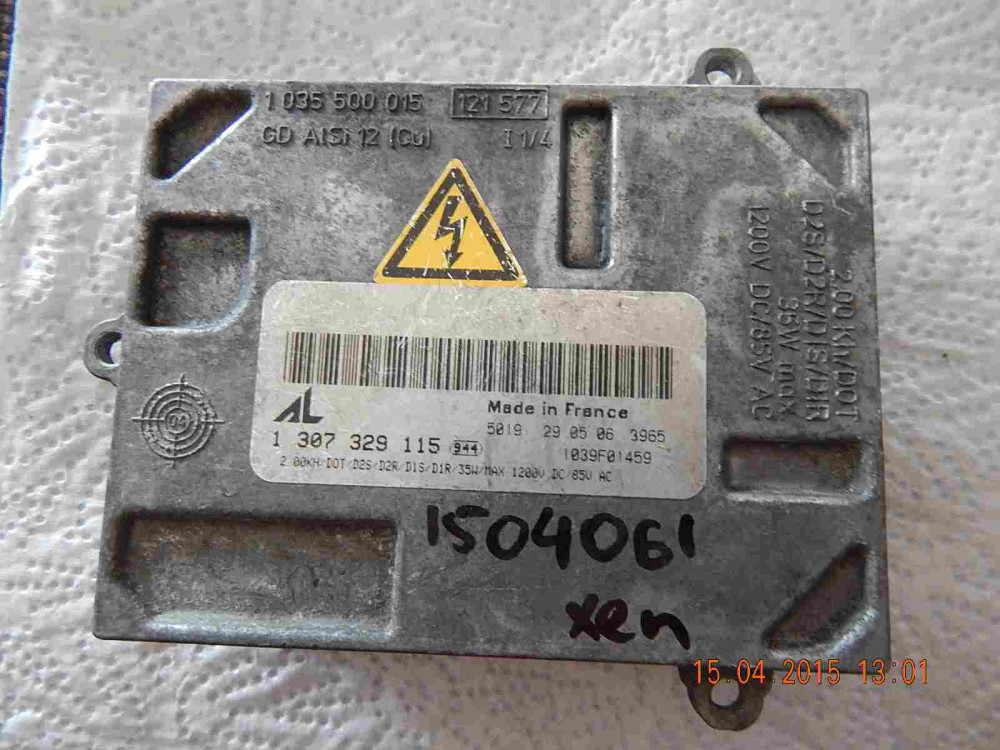 1 035 500 015 121 577
GD AlSi 12 (Cu) I 1/4
2.00 Kh/DOT
D2S/D2R/D1S/D1R
35W max
1200V DC/85V AC
04
AL
Made in France
5019 29 05 06 3965
1 307 329 115 944
1039F01459
2.00KH/DOT/D2S/D2R/D1S/D1R/35W/MAX 1200V DC/85V AC
1504061
xen
15.04.2015 13:01